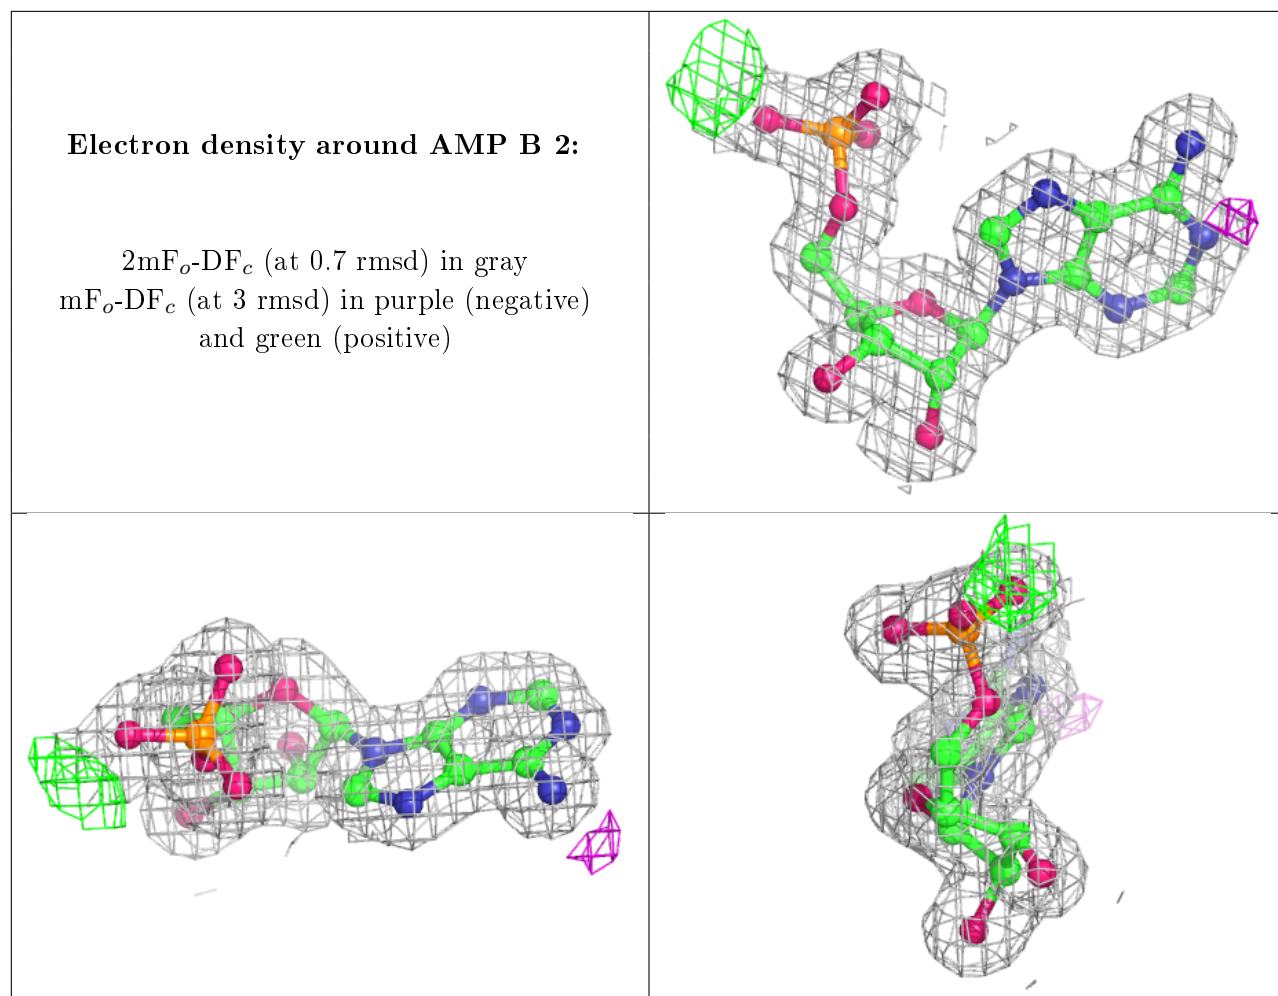 Electron density around AMP B 2:
2mFo-DFc (at 0.7 rmsd) in gray
mFo-DFc (at 3 rmsd) in purple (negative)
and green (positive)